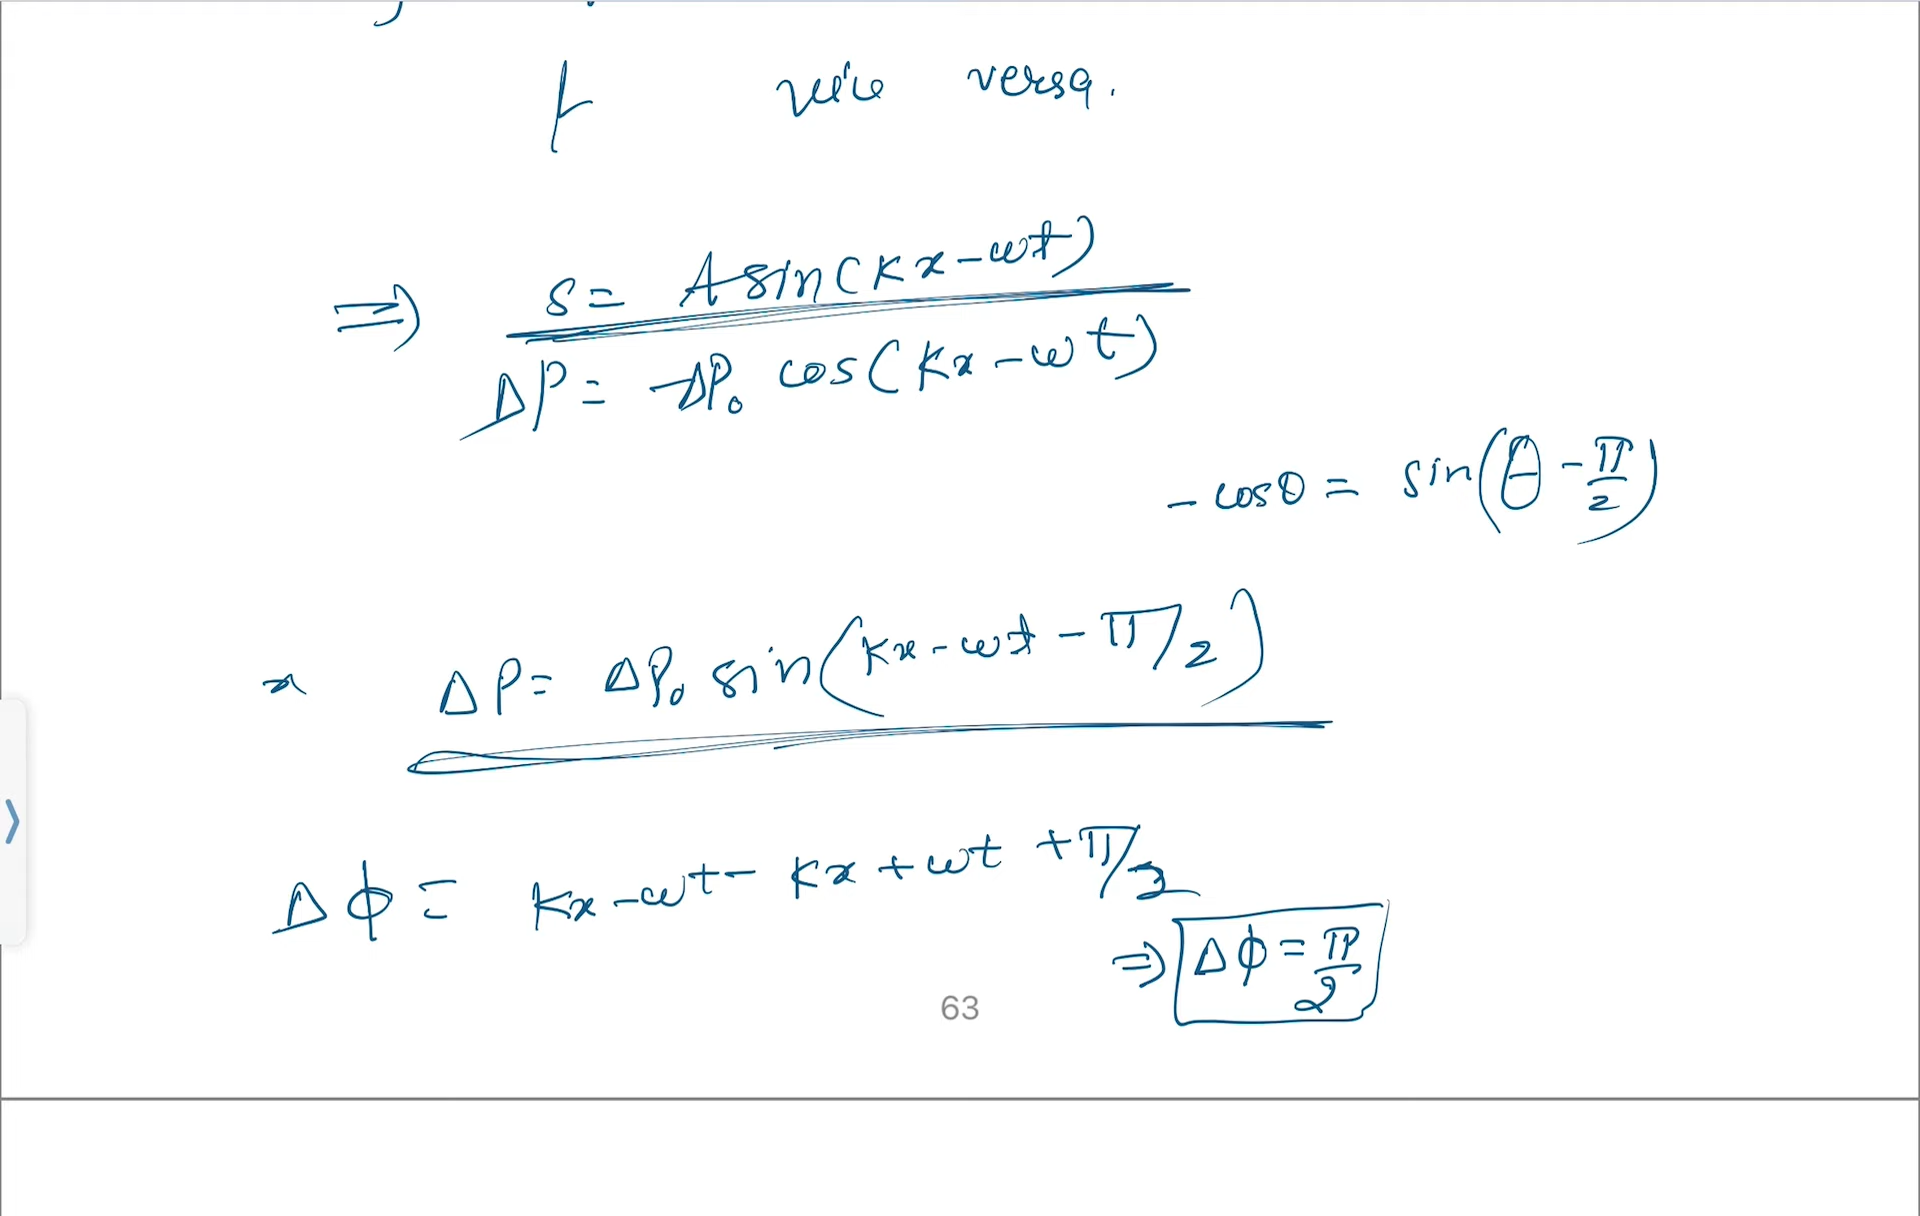 & vice versa.
⇒ s = A sin(kx - ωt)
ΔP = -ΔP₀ cos(kx - ωt)
- cosθ = sin(θ - π/2)
ΔP = ΔP₀ sin(kx - ωt - π/2)
Δφ = kx - ωt - kx + ωt + π/2
⇒ Δφ = π/2
63